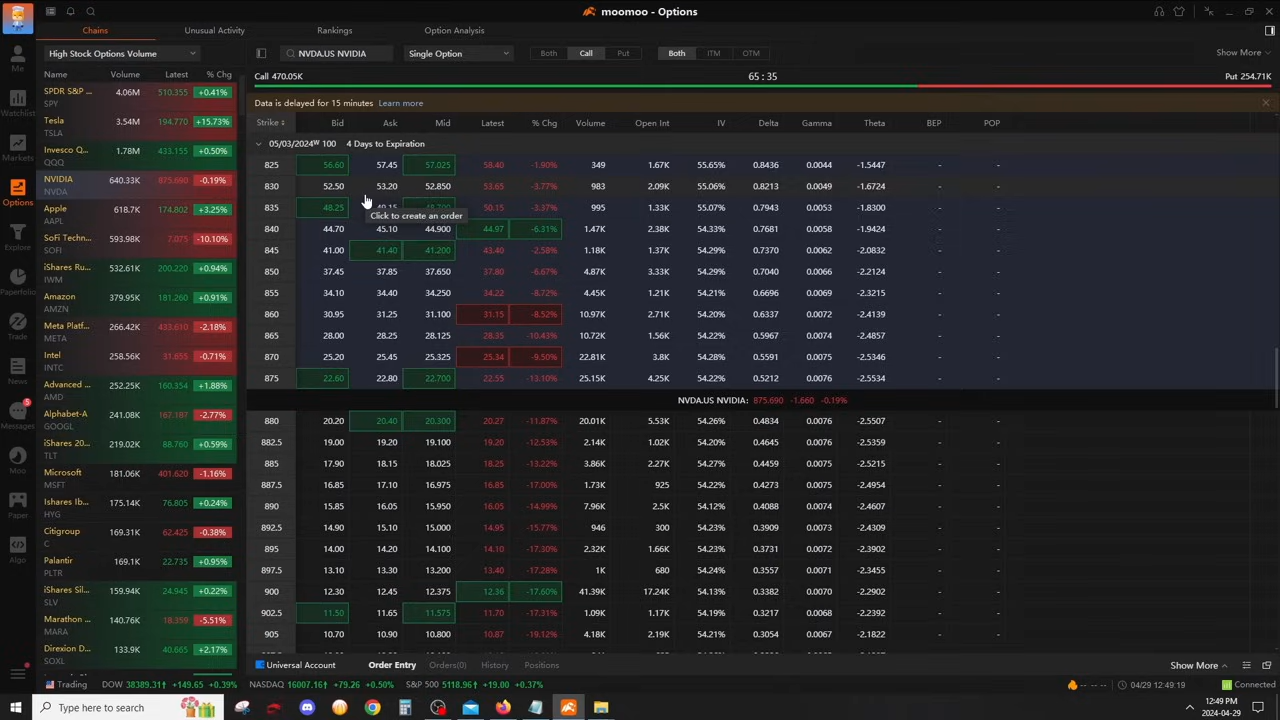 moomoo - Options
Chains Unusual Activity Rankings Option Analysis
High Stock Options Volume NVDA.US NVIDIA Single Option Both Call Put Both ITM OTM Show More
Name Volume Latest % Chg
Call 470.05K 65 : 35 Put 254.71K
Data is delayed for 15 minutes Learn more
Strike Bid Ask Mid Latest % Chg Volume Open Int IV Delta Gamma Theta BEP POP
05/03/2024ᵂ 100 4 Days to Expiration
825 56.60 57.45 57.025 58.40 -1.90% 349 1.67K 55.65% 0.8436 0.0044 -1.5447 - -
830 52.50 53.20 52.850 53.65 -3.77% 983 2.09K 55.06% 0.8213 0.0049 -1.6724 - -
835 48.25 50.15 -3.37% 995 1.33K 55.07% 0.7943 0.0053 -1.8300 - -
Click to create an order
840 44.70 45.10 44.900 44.97 -6.31% 1.47K 2.38K 54.33% 0.7681 0.0058 -1.9424 - -
845 41.00 41.40 41.200 43.40 -2.58% 1.18K 1.37K 54.29% 0.7380 0.0062 -2.0832 - -
850 37.45 37.85 37.650 37.80 -6.67% 4.87K 3.33K 54.29% 0.7040 0.0066 -2.2124 - -
855 34.10 34.40 34.250 34.22 -8.72% 4.45K 1.21K 54.21% 0.6696 0.0069 -2.3215 - -
860 30.95 31.25 31.100 31.15 -8.52% 10.97K 2.71K 54.20% 0.6337 0.0072 -2.4139 - -
865 28.00 28.25 28.125 28.35 -10.43% 10.72K 1.56K 54.22% 0.5967 0.0074 -2.4857 - -
870 25.20 25.45 25.325 25.34 -9.50% 22.81K 3.8K 54.28% 0.5591 0.0075 -2.5346 - -
875 22.60 22.80 22.700 22.55 -13.10% 25.15K 4.25K 54.22% 0.5212 0.0076 -2.5534 - -
NVDA.US NVIDIA: 875.690 -1.660 -0.19%
880 20.20 20.40 20.300 20.27 -11.87% 20.01K 5.53K 54.26% 0.4834 0.0076 -2.5507 - -
882.5 19.00 19.20 19.100 19.20 -12.53% 2.14K 1.02K 54.22% 0.4645 0.0076 -2.5359 - -
885 17.90 18.15 18.025 18.25 -13.22% 3.86K 2.27K 54.27% 0.4459 0.0075 -2.5215 - -
887.5 16.85 17.10 16.975 16.85 -17.00% 1.73K 925 54.27% 0.4273 0.0075 -2.4954 - -
890 15.85 16.05 15.950 16.05 -14.99% 7.96K 2.5K 54.12% 0.4088 0.0074 -2.4607 - -
892.5 14.90 15.10 15.000 14.95 -15.77% 946 300 54.23% 0.3909 0.0073 -2.4309 - -
895 14.00 14.20 14.100 14.10 -17.30% 2.32K 1.66K 54.23% 0.3731 0.0072 -2.3902 - -
897.5 13.10 13.30 13.200 13.40 -17.28% 1K 680 54.24% 0.3557 0.0071 -2.3455 - -
900 12.30 12.45 12.375 12.36 -17.60% 41.39K 17.24K 54.13% 0.3382 0.0070 -2.2902 - -
902.5 11.50 11.65 11.575 11.70 -17.31% 1.09K 1.17K 54.19% 0.3217 0.0068 -2.2392 - -
905 10.70 10.90 10.800 10.87 -19.12% 4.18K 2.19K 54.19% 0.3054 0.0067 -2.1822 - -
SPDR S&P ... 4.06M 510.355 +0.41%
SPY
Tesla 3.54M 194.770 +15.73%
TSLA
Invesco Q... 1.78M 433.155 +0.50%
QQQ
NVIDIA 640.33K 875.690 -0.19%
NVDA
Apple 618.7K 174.802 +3.25%
AAPL
SoFi Techn... 593.98K 7.075 -10.10%
SOFI
iShares Ru... 532.61K 200.220 +0.94%
IWM
Amazon 379.95K 181.260 +0.91%
AMZN
Meta Platf... 266.42K 433.610 -2.18%
META
Intel 258.56K 31.655 -0.71%
INTC
Advanced ... 252.25K 160.354 +1.88%
AMD
Alphabet-A 241.08K 167.187 -2.77%
GOOGL
iShares 20... 219.02K 88.760 +0.59%
TLT
Microsoft 181.06K 401.620 -1.16%
MSFT
Ishares Ib... 175.14K 76.805 +0.24%
HYG
Citigroup 169.31K 62.425 -0.38%
C
Palantir 169.1K 22.735 +0.95%
PLTR
iShares Sil... 159.94K 24.945 +0.22%
SLV
Marathon ... 140.76K 18.359 -5.51%
MARA
Direxion D... 133.9K 40.665 +2.17%
SOXL
Me
Watchlist
Markets
Options
Explore
Paperfolio
Trade
News
5
Messages
Moo
Paper
Algo
Universal Account Order Entry Orders(0) History Positions Show More
Trading DOW 38389.31↑ +149.65 +0.39% NASDAQ 16007.16↑ +79.26 +0.50% S&P 500 5118.96↑ +19.00 +0.37% -- -- -- 04/29 12:49:19 Connected
Type here to search
12:49 PM
2024-04-29